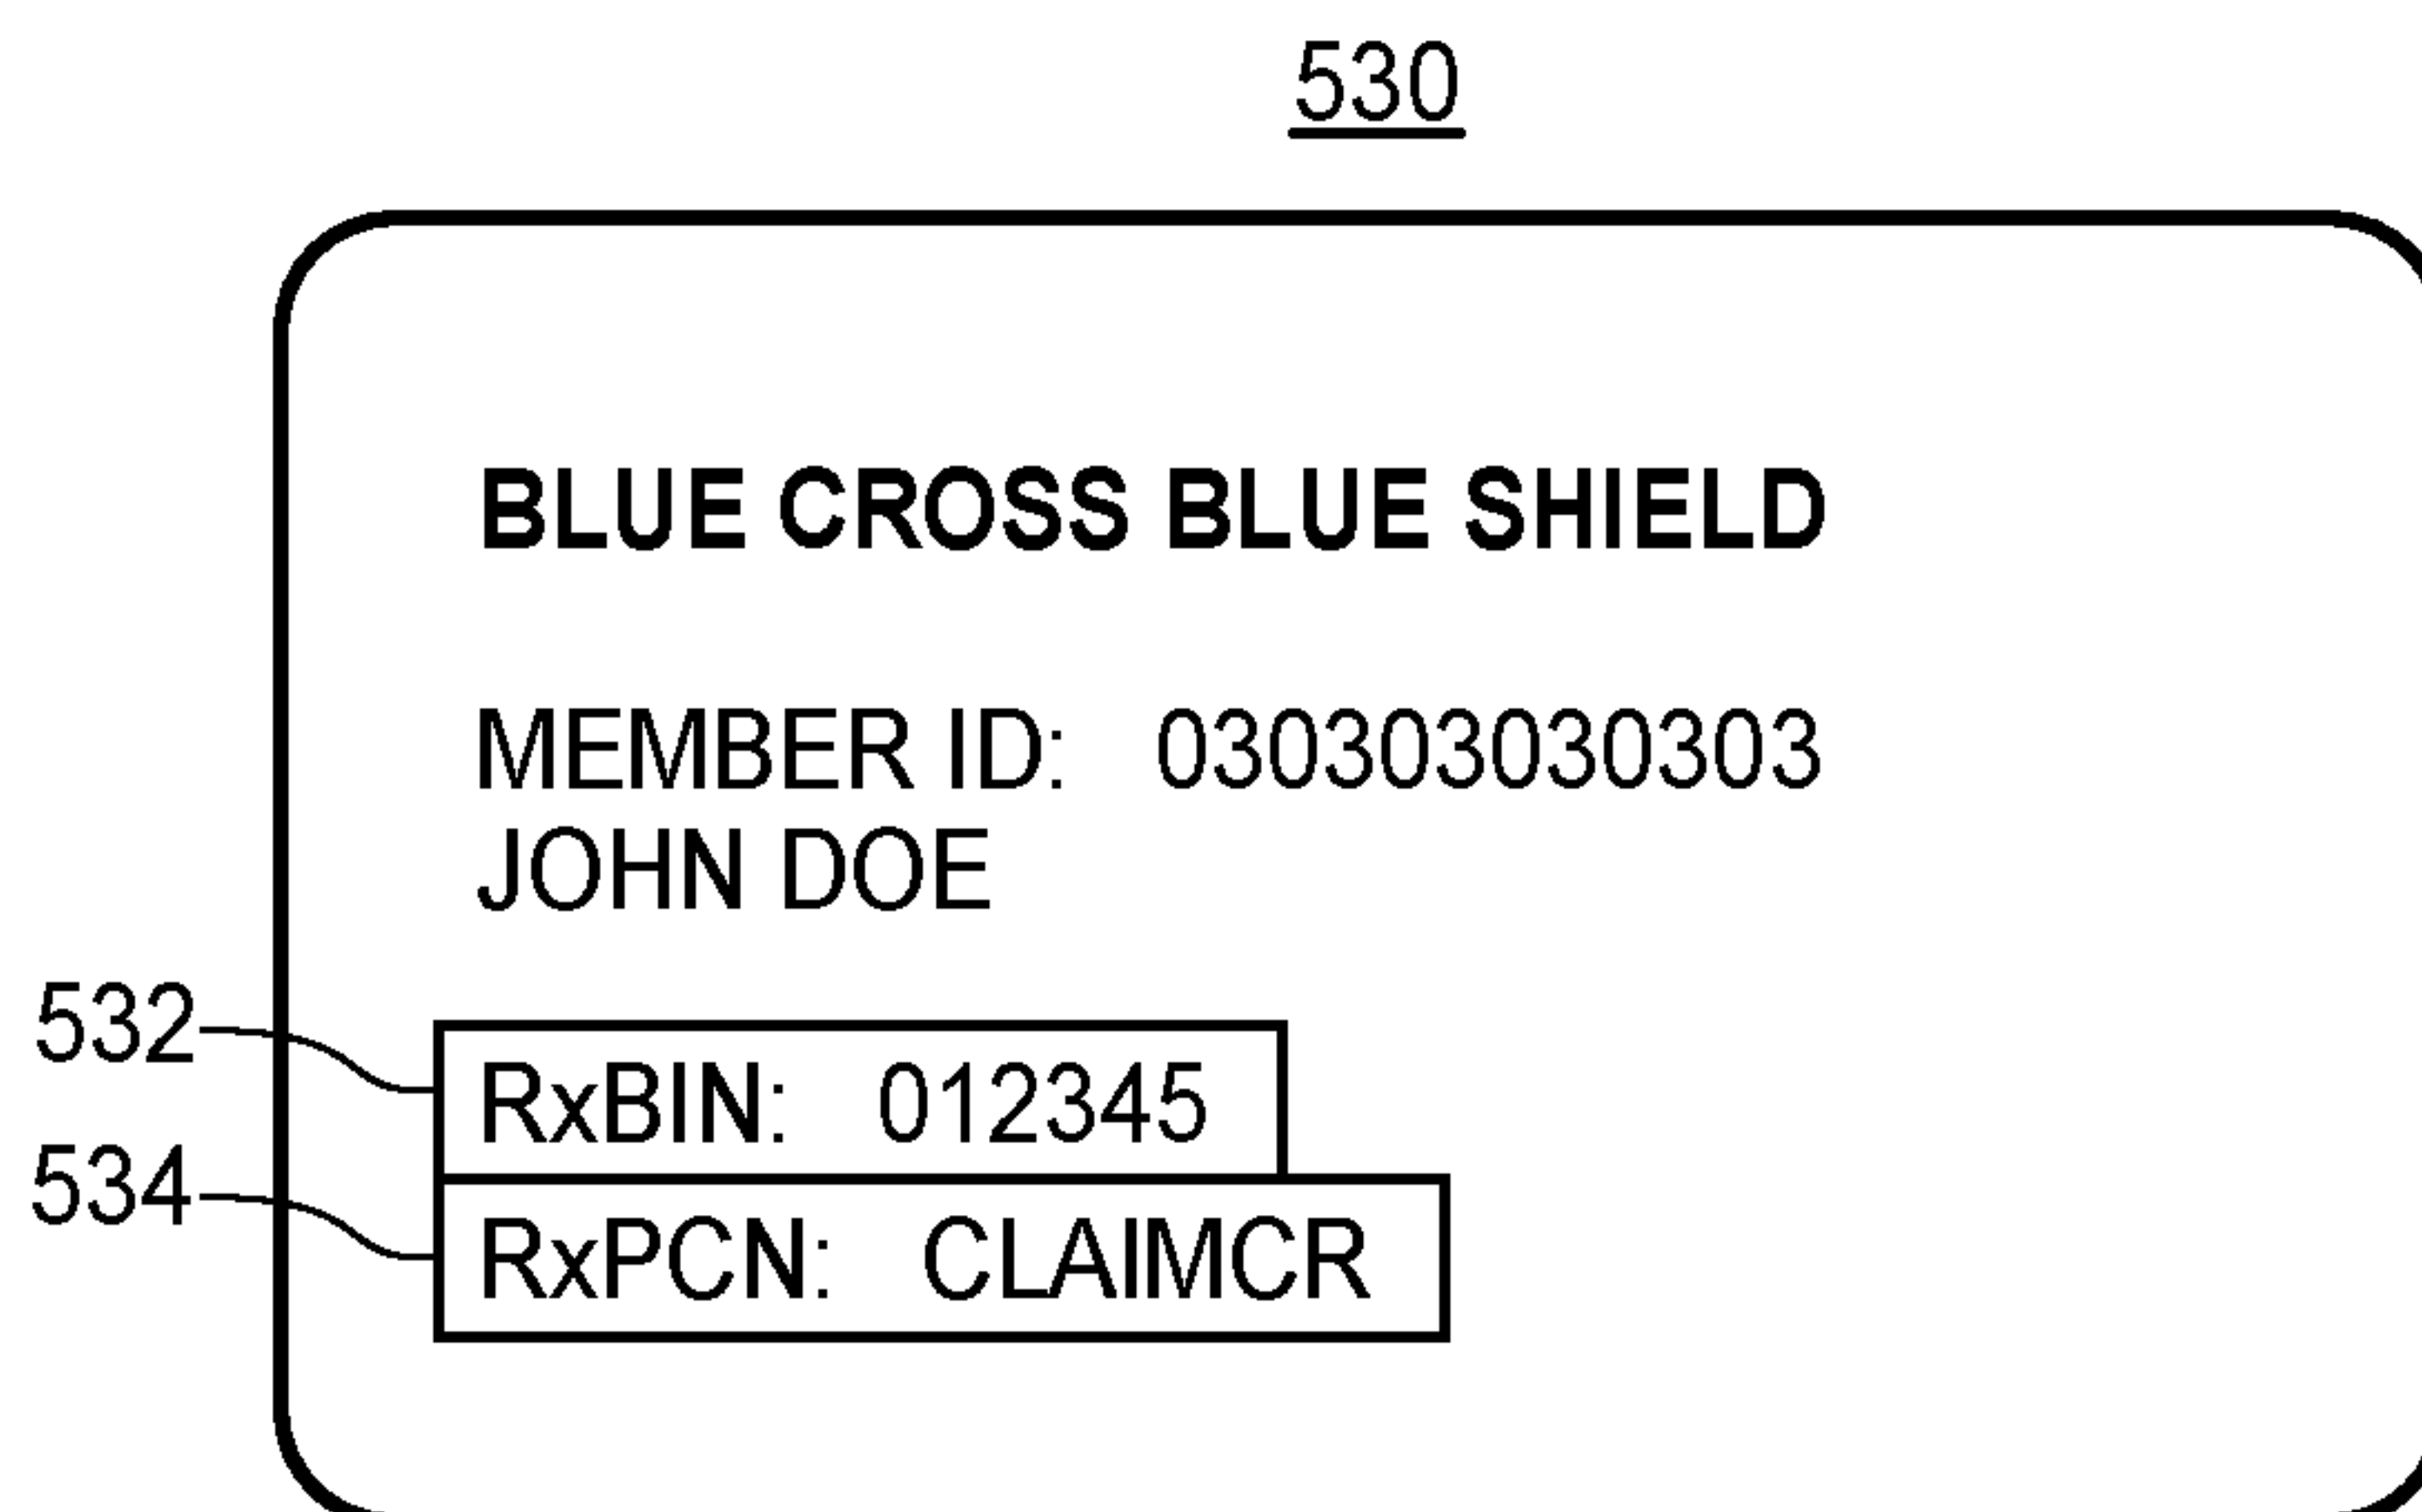 530
BLUE CROSS BLUE SHIELD
MEMBER ID: 030303030303
JOHN DOE
532
RxBIN: 012345
534
RxPCN: CLAIMCR